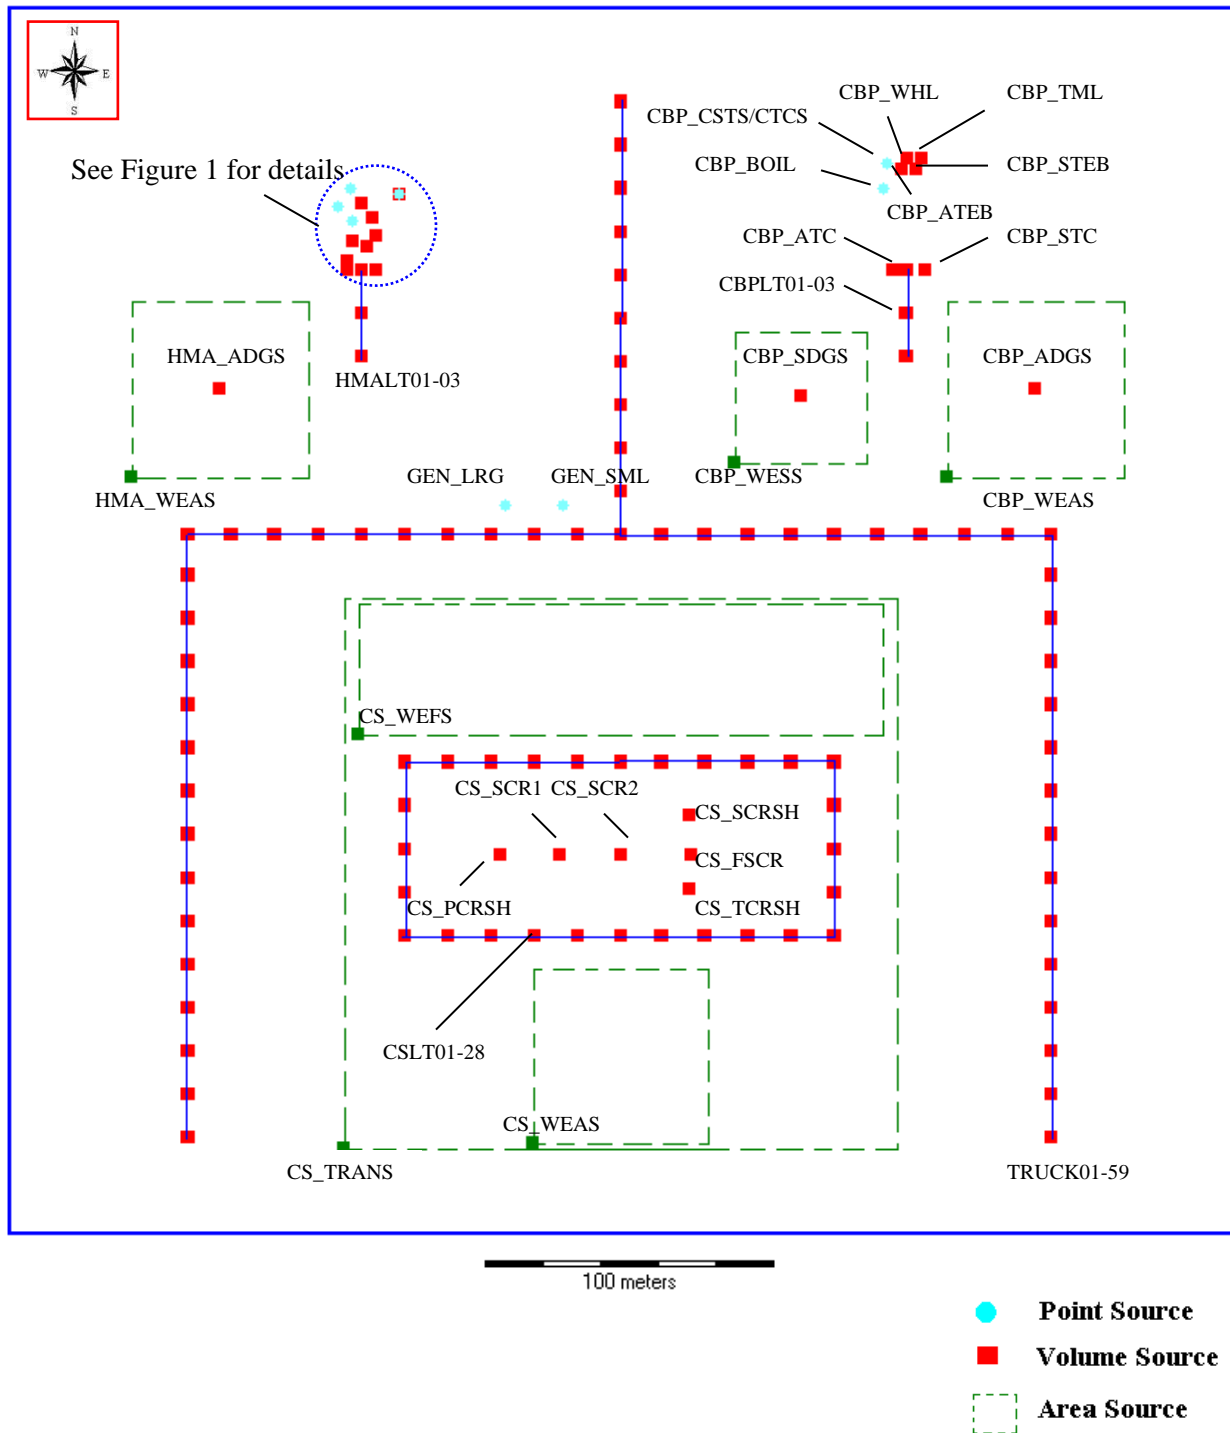 N
W E
S
See Figure 1 for details
CBP_WHL
CBP_TML
CBP_CSTS/CTCS
CBP_BOIL
CBP_STEB
CBP_ATEB
CBP_ATC
CBP_STC
CBPLT01-03
HMA_ADGS
CBP_SDGS
CBP_ADGS
HMALT01-03
GEN_LRG
GEN_SML
CBP_WESS
HMA_WEAS
CBP_WEAS
CS_WEFS
CS_SCR1
CS_SCR2
CS_SCRSH
CS_FSCR
CS_PCRSH
CS_TCRSH
CSLT01-28
CS_WEAS
CS_TRANS
TRUCK01-59
100 meters
Point Source
Volume Source
Area Source